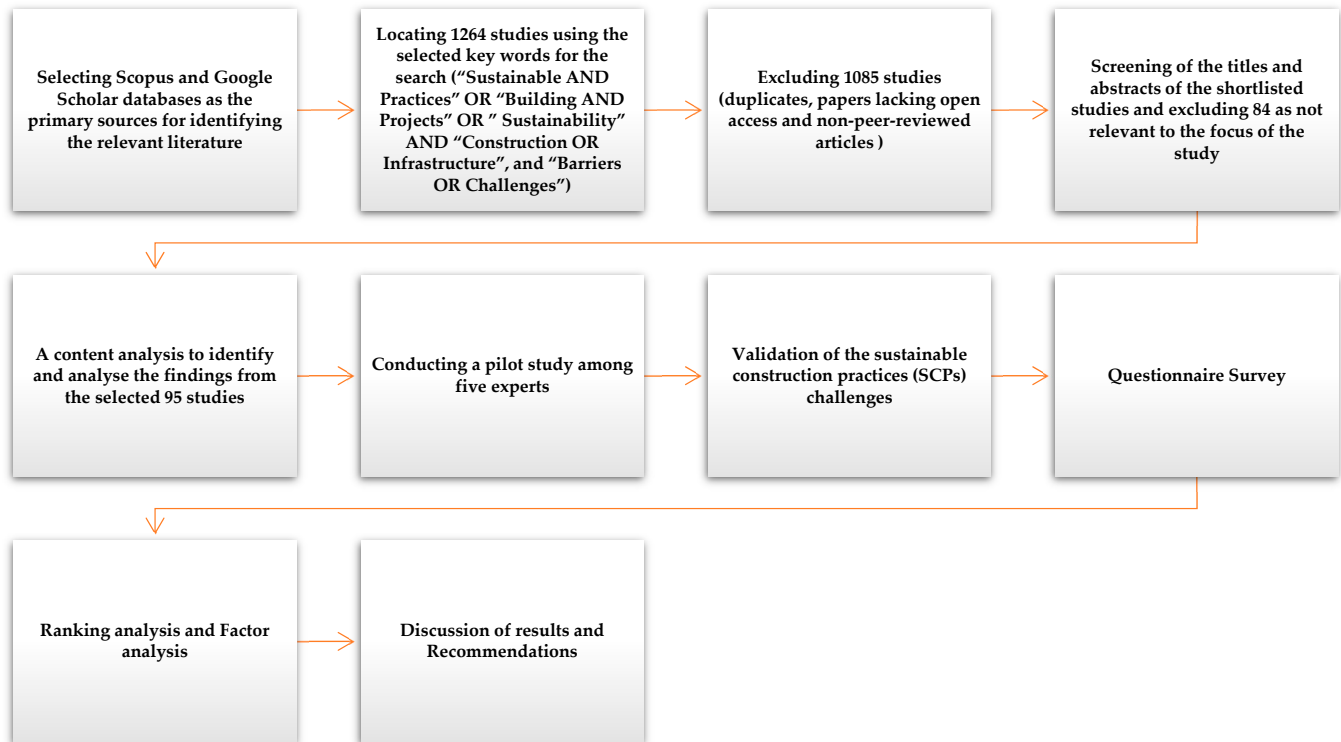 Selecting Scopus and Google
Scholar databases as the
primary sources for identifying
the relevant literature
Locating 1264 studies using the
selected key words for the
search (“Sustainable AND
Practices” OR “Building AND
Projects” OR ” Sustainability”
AND “Construction OR
Infrastructure”, and “Barriers
OR Challenges”)
Excluding 1085 studies
(duplicates, papers lacking open
access and non-peer-reviewed
articles )
Screening of the titles and
abstracts of the shortlisted
studies and excluding 84 as not
relevant to the focus of the
study
A content analysis to identify
and analyse the findings from
the selected 95 studies
Conducting a pilot study among
five experts
Validation of the sustainable
construction practices (SCPs)
challenges
Questionnaire Survey
Ranking analysis and Factor
analysis
Discussion of results and
Recommendations